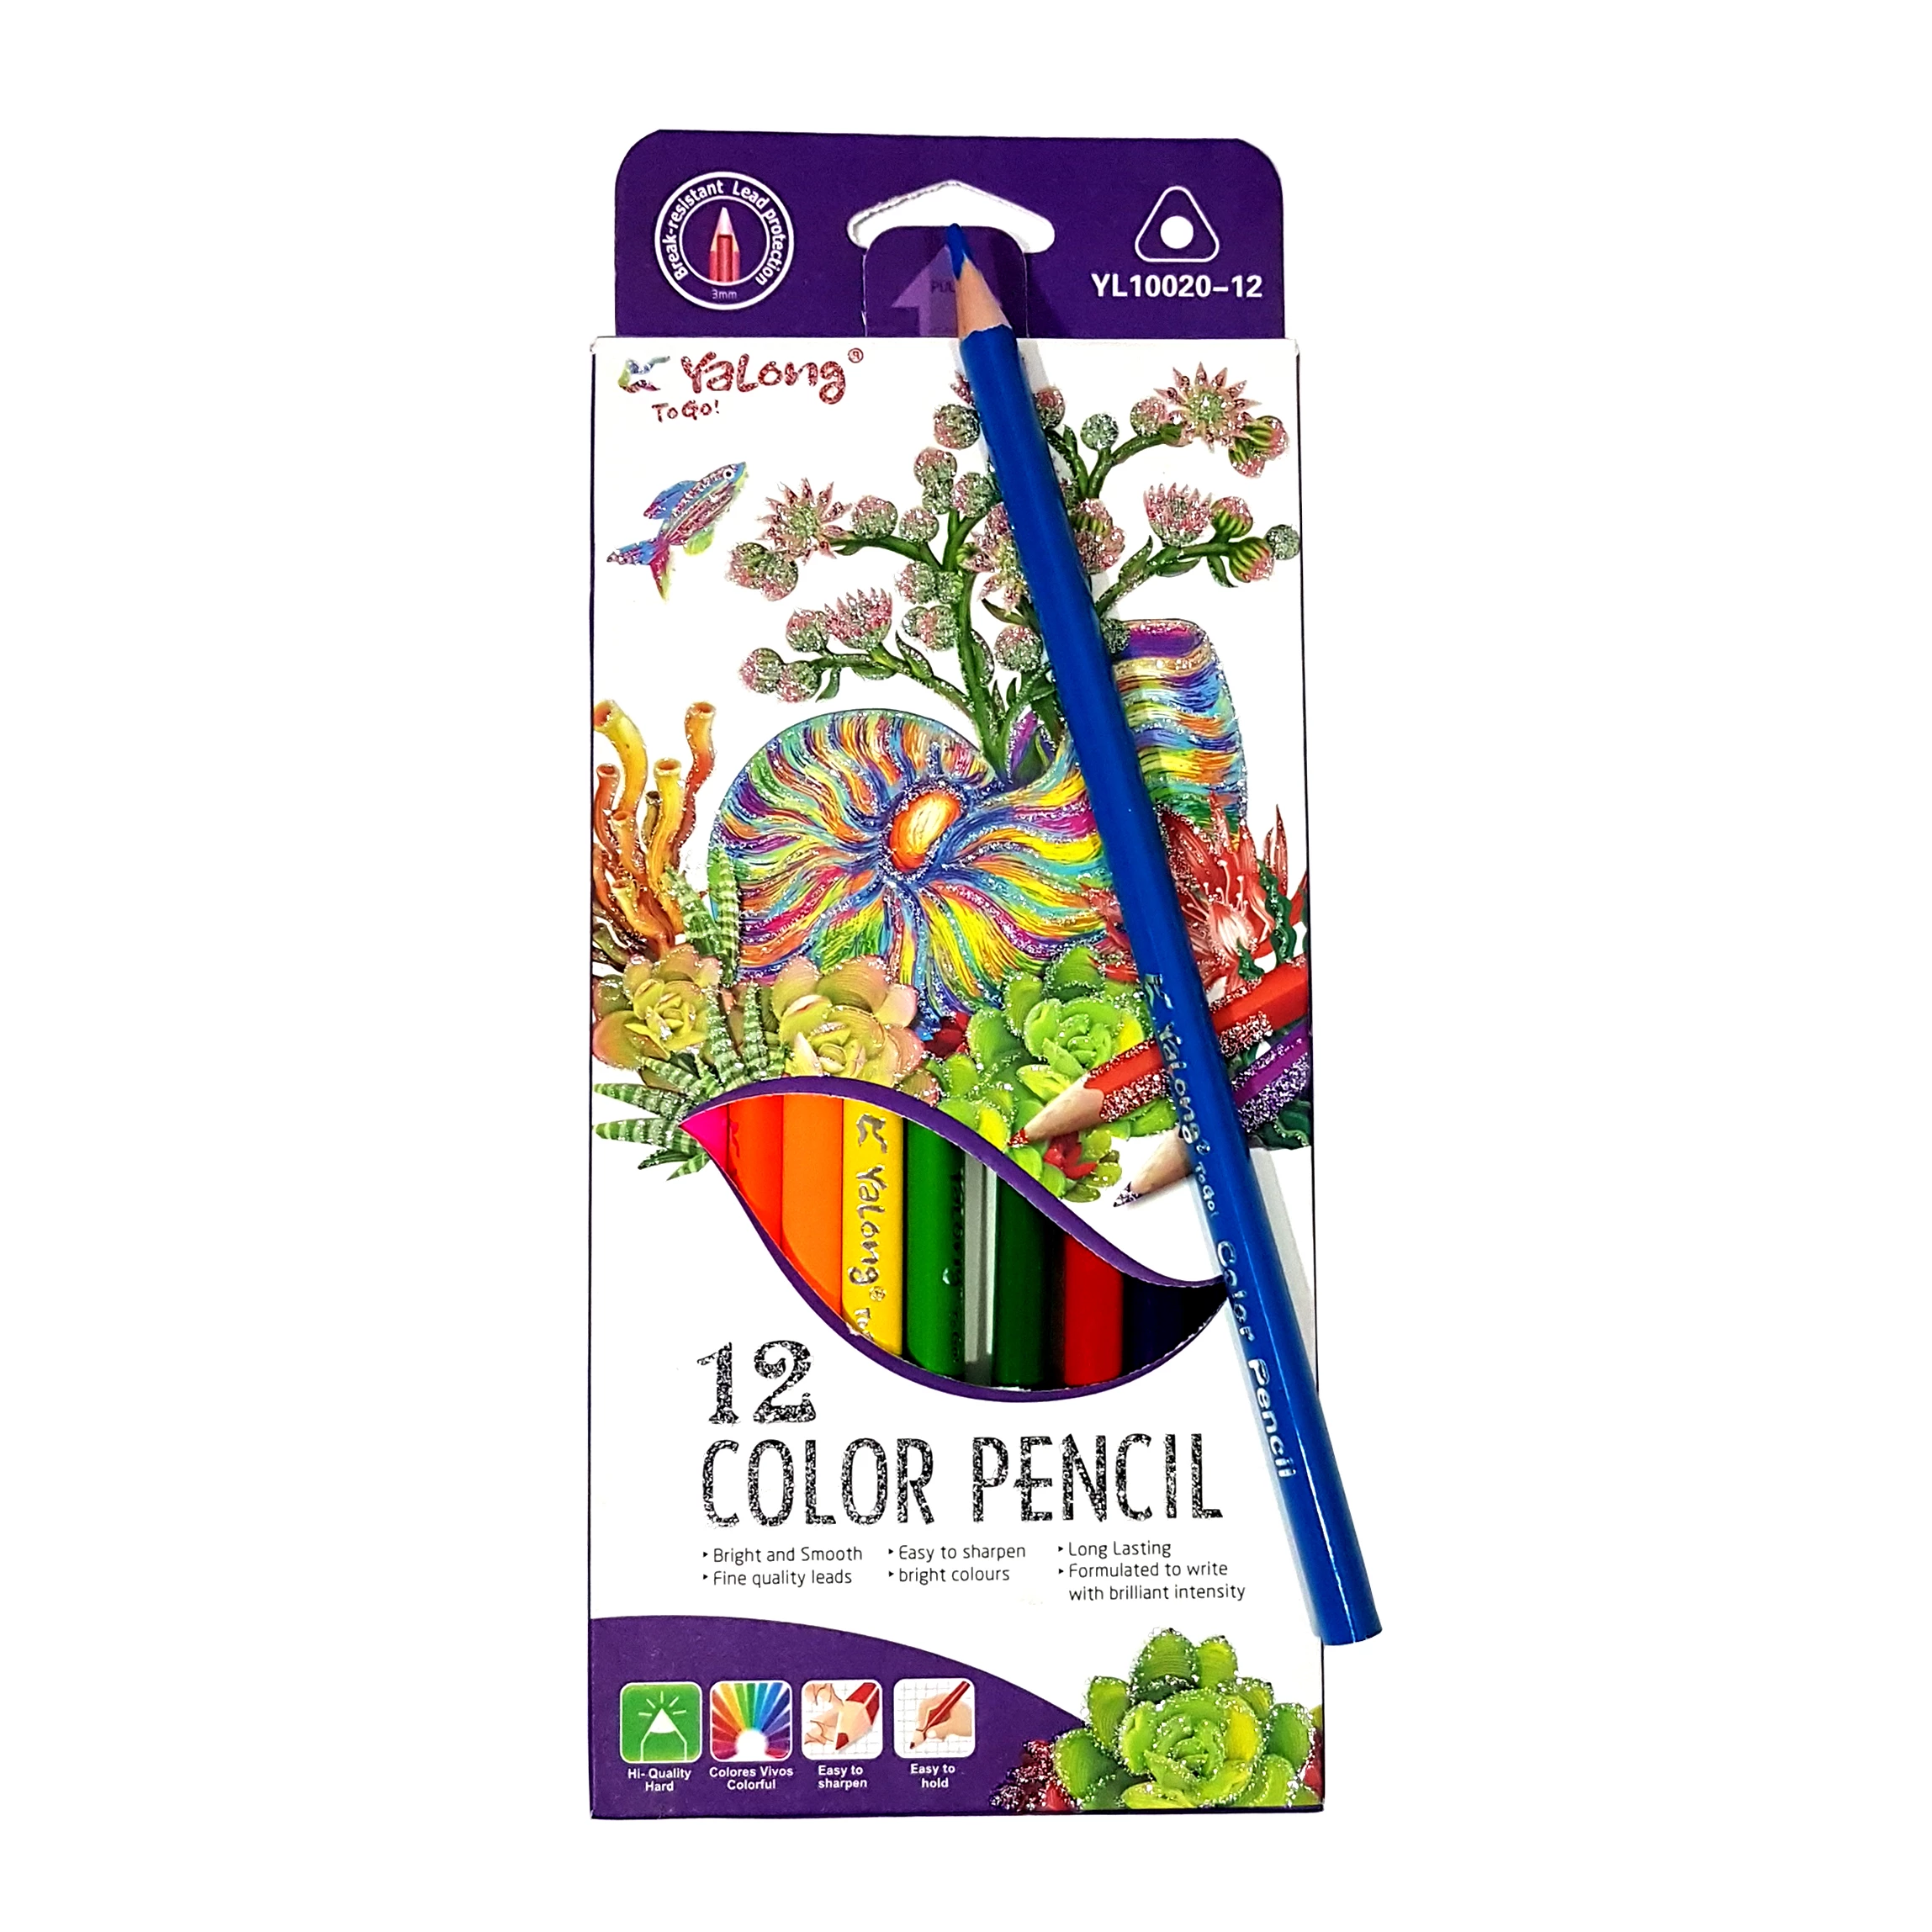 Break-resistant Lead protection
3mm
PUL
YL10020-12
YaLong®
ToGo!
YaLong®
YaLong® ToGo! Color Pencil
12
COLOR PENCIL
‣ Bright and Smooth
‣ Fine quality leads
‣ Easy to sharpen
‣ bright colours
‣ Long Lasting
‣ Formulated to write
with brilliant intensity
Hi- Quality
Hard
Colores Vivos
Colorful
Easy to
sharpen
Easy to
hold